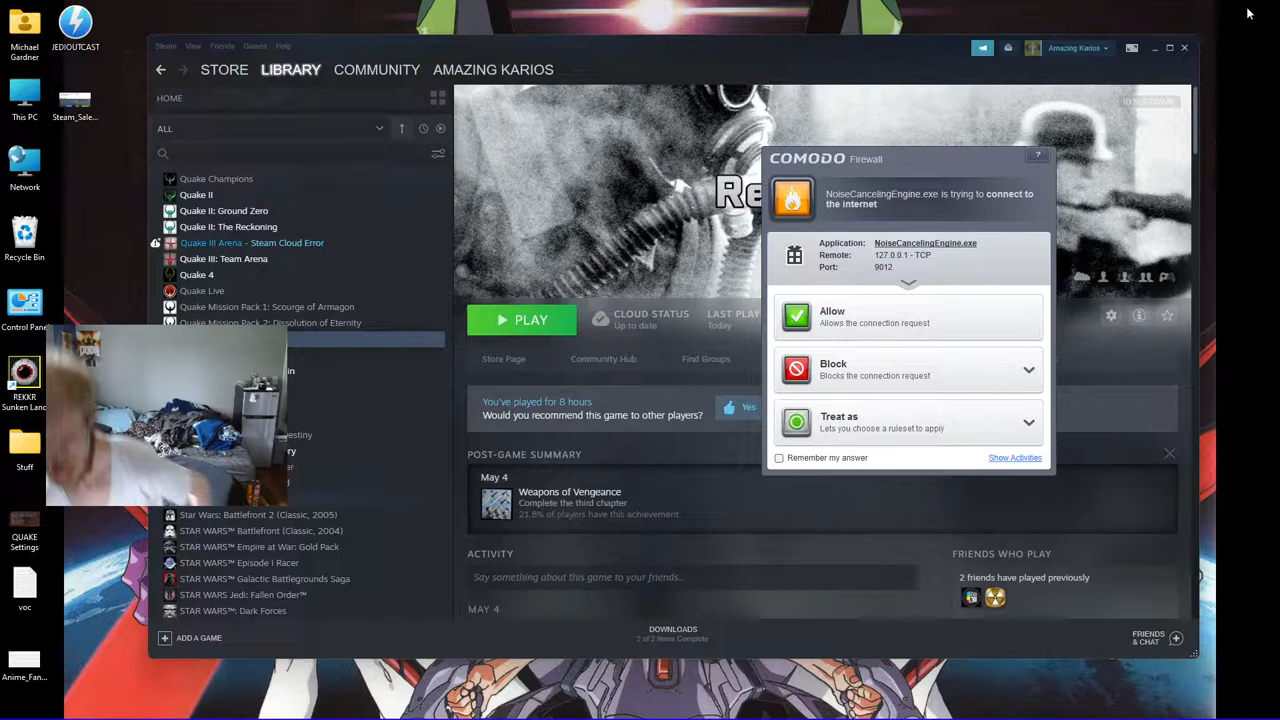 Michael
Gardner
JEDIOUTCAST
This PC
Steam_Sale...
Network
Recycle Bin
Control Pane
REKKR
Sunken Land
Stuff
QUAKE
Settings
voc
Anime_Fan...
Steam View Friends Games Help
Amazing Karios
STORE LIBRARY COMMUNITY AMAZING KARIOS
HOME
ALL
Quake Champions
Quake II
Quake II: Ground Zero
Quake II: The Reckoning
Quake III Arena - Steam Cloud Error
Quake III: Team Arena
Quake 4
Quake Live
Quake Mission Pack 1: Scourge of Armagon
Quake Mission Pack 2: Dissolution of Eternity
Star Wars: Battlefront 2 (Classic, 2005)
STAR WARS™ Battlefront (Classic, 2004)
STAR WARS™ Empire at War: Gold Pack
STAR WARS™ Episode I Racer
STAR WARS™ Galactic Battlegrounds Saga
STAR WARS Jedi: Fallen Order™
STAR WARS™: Dark Forces
ADD A GAME
ID SOFTWARE
Re
PLAY
CLOUD STATUS
Up to date
LAST PLAY
Today
Store Page Community Hub Find Groups
You've played for 8 hours
Would you recommend this game to other players?
Yes
POST-GAME SUMMARY
May 4
Weapons of Vengeance
Complete the third chapter
21.8% of players have this achievement
ACTIVITY
Say something about this game to your friends..
MAY 4
FRIENDS WHO PLAY
2 friends have played previously
DOWNLOADS
2 of 2 Items Complete
FRIENDS
& CHAT
COMODO Firewall
?
NoiseCancelingEngine.exe is trying to connect to
the internet
Application: NoiseCancelingEngine.exe
Remote: 127.0.0.1 - TCP
Port: 9012
Allow
Allows the connection request
Block
Blocks the connection request
Treat as
Lets you choose a ruleset to apply
Remember my answer
Show Activities